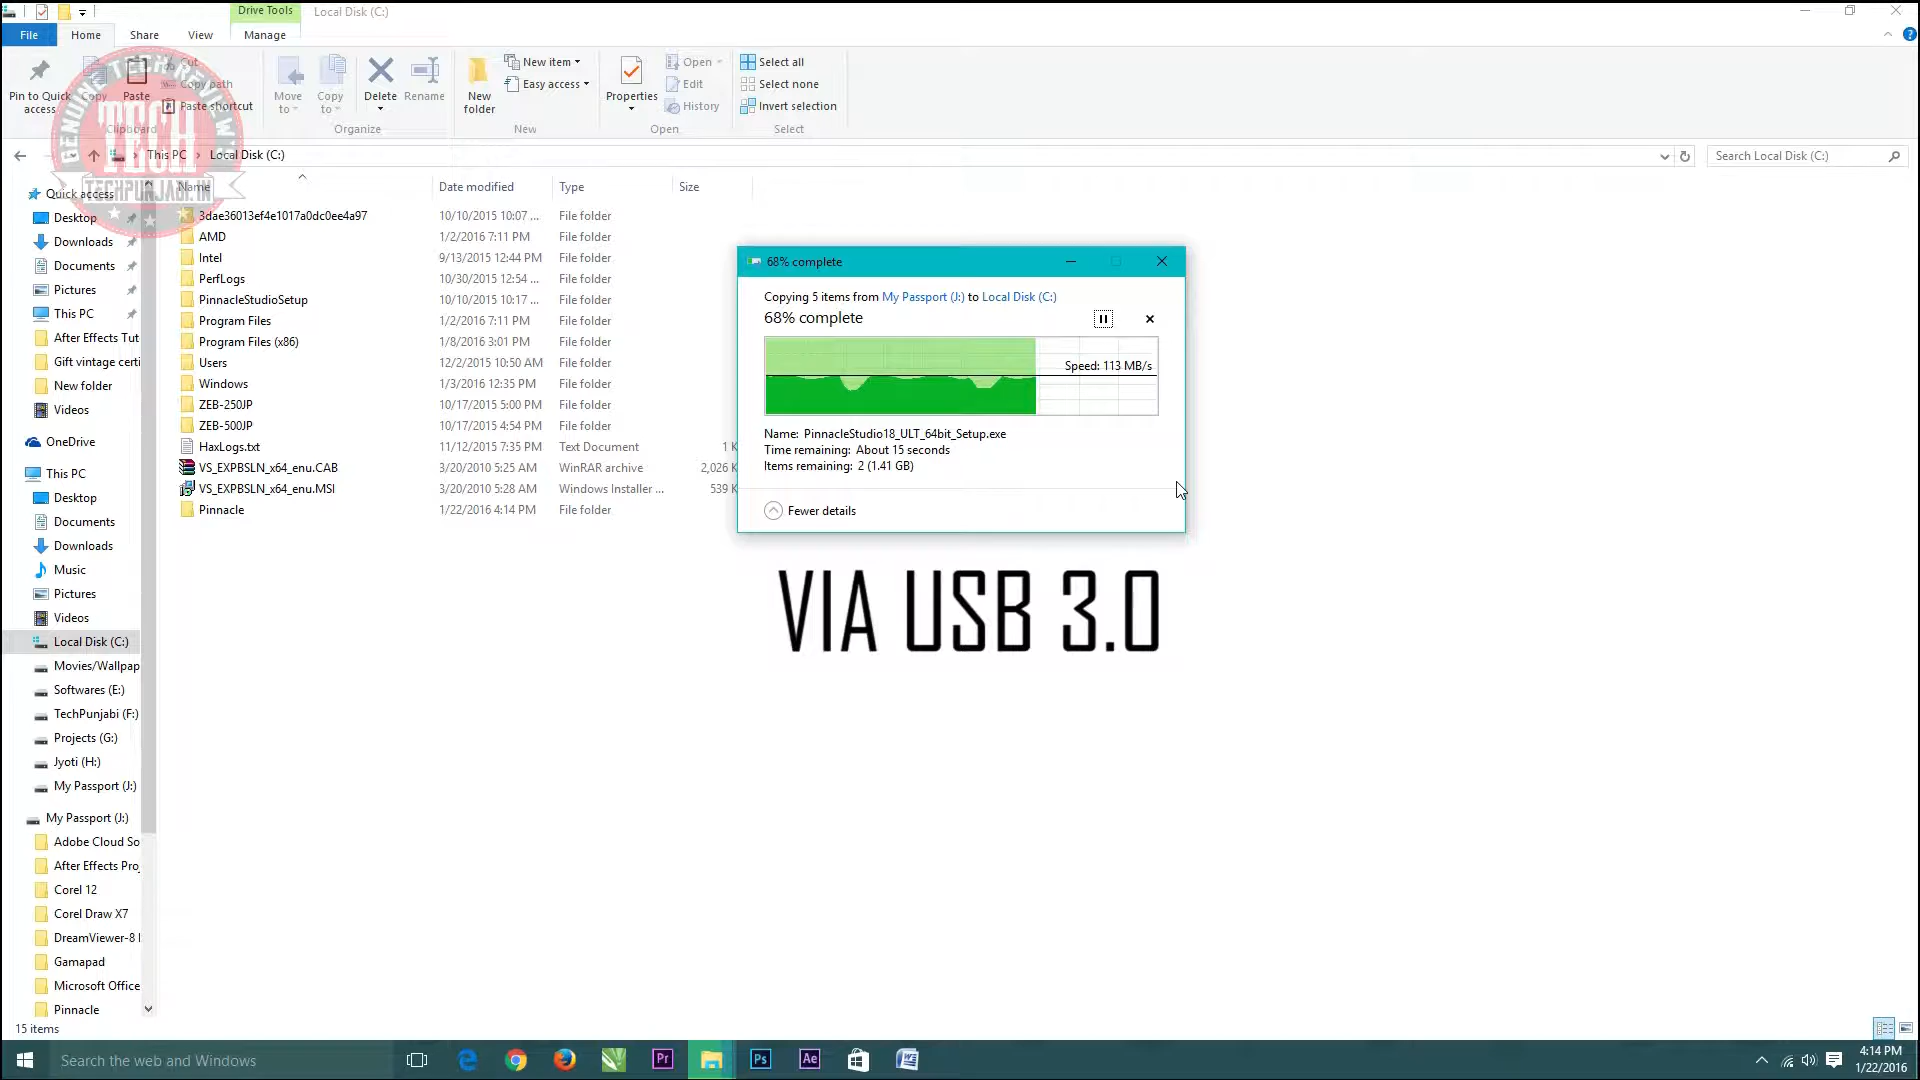 Drive Tools
Local Disk (C:)
File
Home
Share
View
Manage
Pin to Quick access
Copy
Paste
Cut
Copy path
Paste shortcut
Clipboard
Move to
Copy to
Delete
Rename
Organize
New folder
New item
Easy access
New
Properties
Open
Edit
History
Open
Select all
Select none
Invert selection
Select
GENUINE TECH REVIEW'S
TECH
TECHPUNJABI.IN
This PC > Local Disk (C:)
Search Local Disk (C:)
Name Date modified Type Size
3dae36013ef4e1017a0dc0ee4a97 10/10/2015 10:07 ... File folder
AMD 1/2/2016 7:11 PM File folder
Intel 9/13/2015 12:44 PM File folder
PerfLogs 10/30/2015 12:54 ... File folder
PinnacleStudioSetup 10/10/2015 10:17 ... File folder
Program Files 1/2/2016 7:11 PM File folder
Program Files (x86) 1/8/2016 3:01 PM File folder
Users 12/2/2015 10:50 AM File folder
Windows 1/3/2016 12:35 PM File folder
ZEB-250JP 10/17/2015 5:00 PM File folder
ZEB-500JP 10/17/2015 4:54 PM File folder
HaxLogs.txt 11/12/2015 7:35 PM Text Document 1 K
VS_EXPBSLN_x64_enu.CAB 3/20/2010 5:25 AM WinRAR archive 2,026 K
VS_EXPBSLN_x64_enu.MSI 3/20/2010 5:28 AM Windows Installer ... 539 K
Pinnacle 1/22/2016 4:14 PM File folder
Quick access
Desktop
Downloads
Documents
Pictures
This PC
After Effects Tut
Gift vintage certi
New folder
Videos
OneDrive
This PC
Desktop
Documents
Downloads
Music
Pictures
Videos
Local Disk (C:)
Movies/Wallpap
Softwares (E:)
TechPunjabi (F:)
Projects (G:)
Jyoti (H:)
My Passport (J:)
My Passport (J:)
Adobe Cloud So
After Effects Pro
Corel 12
Corel Draw X7
DreamViewer-8
Gamapad
Microsoft Office
Pinnacle
15 items
68% complete
Copying 5 items from My Passport (J:) to Local Disk (C:)
68% complete
Speed: 113 MB/s
Name: PinnacleStudio18_ULT_64bit_Setup.exe
Time remaining: About 15 seconds
Items remaining: 2 (1.41 GB)
Fewer details
VIA USB 3.0
Search the web and Windows
Pr
Ps
Ae
4:14 PM
1/22/2016